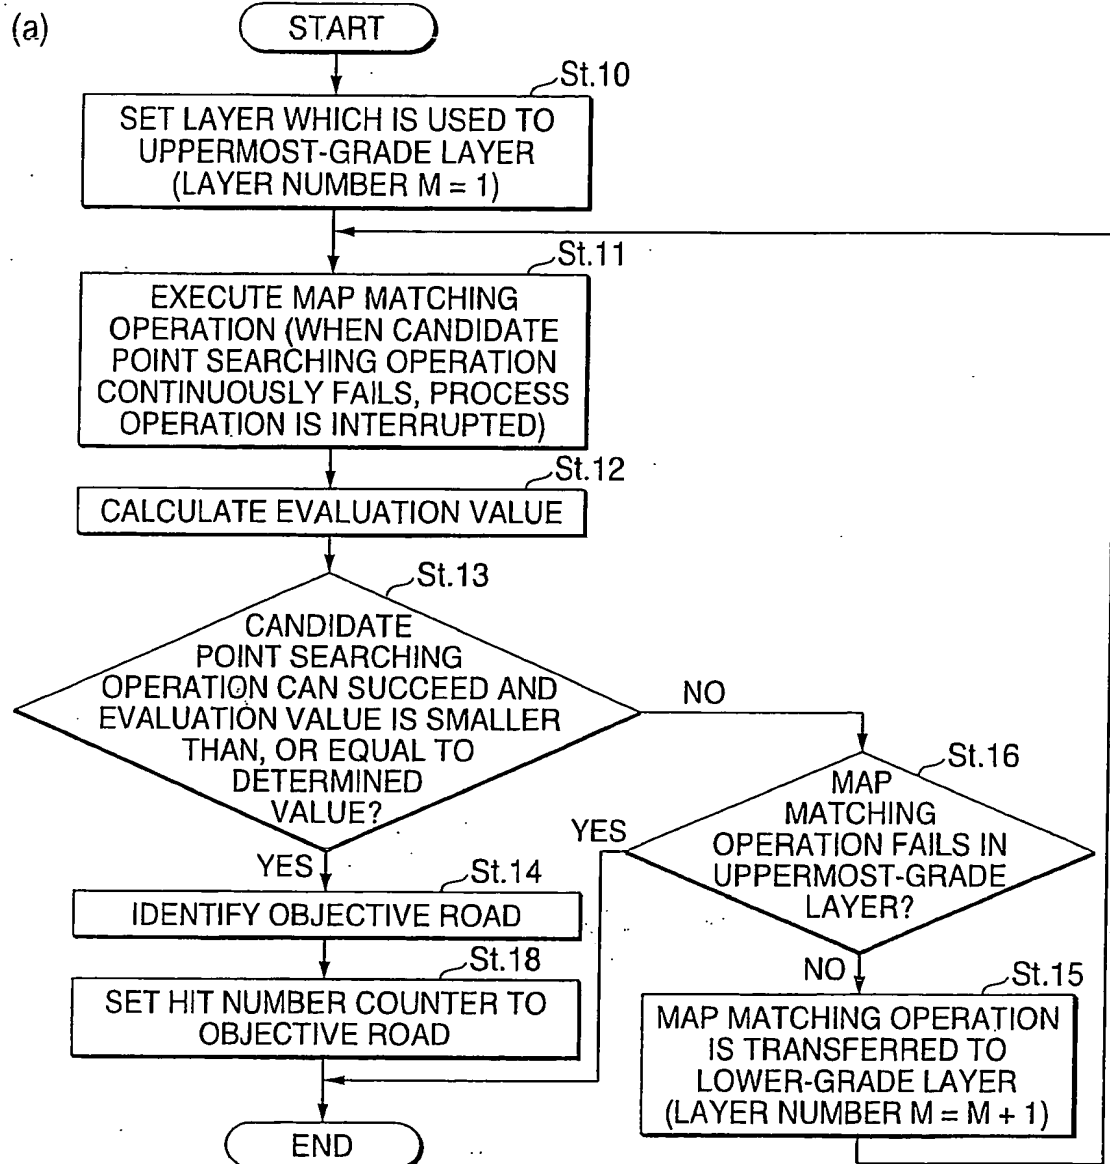 (a)
START
St.10
SET LAYER WHICH IS USED TO
UPPERMOST-GRADE LAYER
(LAYER NUMBER M = 1)
St.11
EXECUTE MAP MATCHING
OPERATION (WHEN CANDIDATE
POINT SEARCHING OPERATION
CONTINUOUSLY FAILS, PROCESS
OPERATION IS INTERRUPTED)
St.12
CALCULATE EVALUATION VALUE
St.13
CANDIDATE
POINT SEARCHING
OPERATION CAN SUCCEED AND
EVALUATION VALUE IS SMALLER
THAN, OR EQUAL TO
DETERMINED
VALUE?
NO
YES
St.14
IDENTIFY OBJECTIVE ROAD
St.18
SET HIT NUMBER COUNTER TO
OBJECTIVE ROAD
St.16
MAP
MATCHING
OPERATION FAILS IN
UPPERMOST-GRADE
LAYER?
YES
NO
St.15
MAP MATCHING OPERATION
IS TRANSFERRED TO
LOWER-GRADE LAYER
(LAYER NUMBER M = M + 1)
END